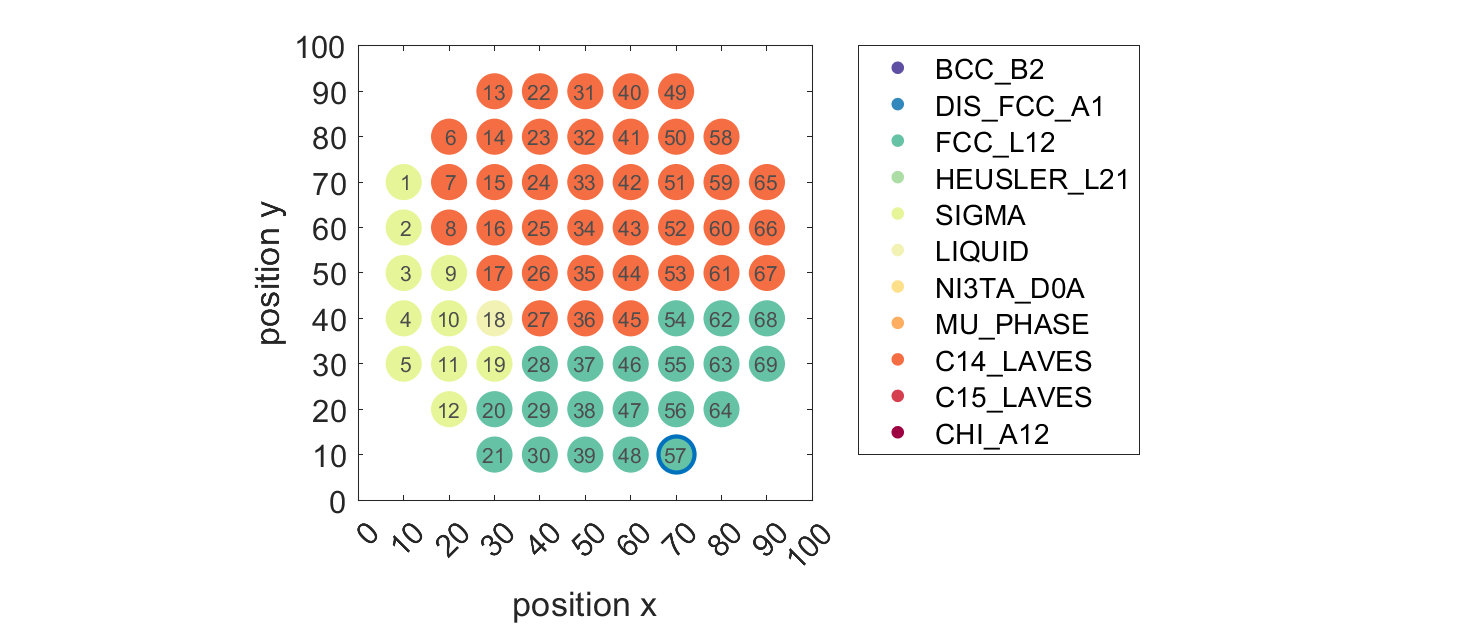 100
90
13 22 31 40 49
80
6 14 23 32 41 50 58
70
1 7 15 24 33 42 51 59 65
60
2 8 16 25 34 43 52 60 66
50
3 9 17 26 35 44 53 61 67
40
4 10 18 27 36 45 54 62 68
30
5 11 19 28 37 46 55 63 69
20
12 20 29 38 47 56 64
10
21 30 39 48 57
0
0 10 20 30 40 50 60 70 80 90 100
position x
position y
BCC_B2
DIS_FCC_A1
FCC_L12
HEUSLER_L21
SIGMA
LIQUID
NI3TA_D0A
MU_PHASE
C14_LAVES
C15_LAVES
CHI_A12